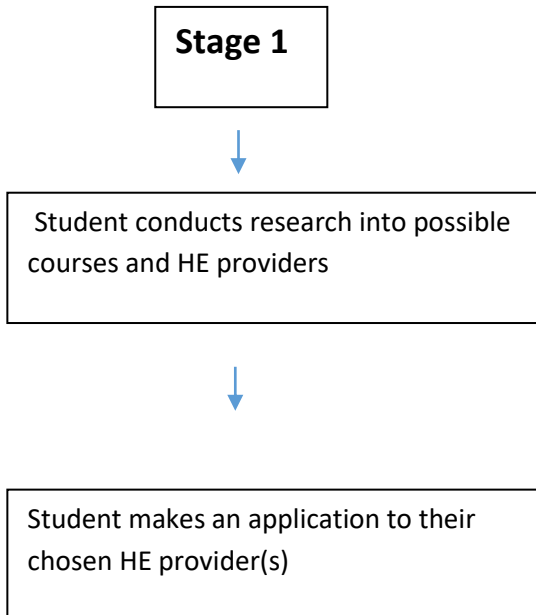 Stage 1
Student conducts research into possible
courses and HE providers
Student makes an application to their
chosen HE provider(s)